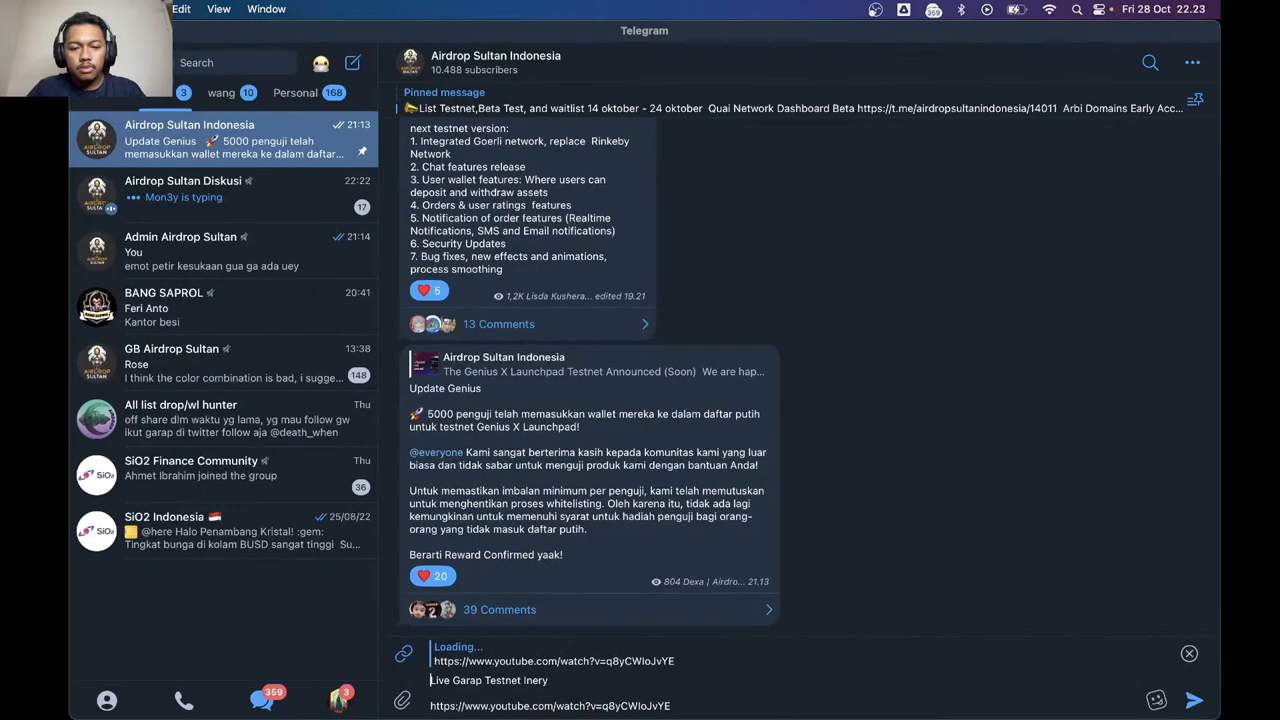 Edit View Window
359
Fri 28 Oct 22.23
Telegram
Search
3 wang 10 Personal 168
Airdrop Sultan Indonesia 21:13
Update Genius 🚀 5000 penguji telah
memasukkan wallet mereka ke dalam daftar...
Airdrop Sultan Diskusi 22:22
Mon3y is typing
17
Admin Airdrop Sultan 21:14
You
emot petir kesukaan gua ga ada uey
BANG SAPROL 20:41
Feri Anto
Kantor besi
GB Airdrop Sultan 13:38
Rose
I think the color combination is bad, i sugge...
148
All list drop/wl hunter Thu
off share dlm waktu yg lama, yg mau follow gw
ikut garap di twitter follow aja @death_when
SiO2 Finance Community Thu
Ahmet Ibrahim joined the group
36
SiO2 Indonesia 🇮🇩 25/08/22
@here Halo Penambang Kristal! :gem:
Tingkat bunga di kolam BUSD sangat tinggi Su...
359
3
Airdrop Sultan Indonesia
10.488 subscribers
Pinned message
📣List Testnet,Beta Test, and waitlist 14 oktober - 24 oktober Quai Network Dashboard Beta https://t.me/airdropsultanindonesia/14011 Arbi Domains Early Acc...
next testnet version:
1. Integrated Goerli network, replace Rinkeby
Network
2. Chat features release
3. User wallet features: Where users can
deposit and withdraw assets
4. Orders & user ratings features
5. Notification of order features (Realtime
Notifications, SMS and Email notifications)
6. Security Updates
7. Bug fixes, new effects and animations,
process smoothing
❤️ 5
1,2K Lisda Kushera... edited 19.21
13 Comments
Airdrop Sultan Indonesia
The Genius X Launchpad Testnet Announced (Soon) We are hap...
Update Genius
🚀 5000 penguji telah memasukkan wallet mereka ke dalam daftar putih
untuk testnet Genius X Launchpad!
@everyone Kami sangat berterima kasih kepada komunitas kami yang luar
biasa dan tidak sabar untuk menguji produk kami dengan bantuan Anda!
Untuk memastikan imbalan minimum per penguji, kami telah memutuskan
untuk menghentikan proses whitelisting. Oleh karena itu, tidak ada lagi
kemungkinan untuk memenuhi syarat untuk hadiah penguji bagi orang-
orang yang tidak masuk daftar putih.
Berarti Reward Confirmed yaak!
❤️ 20
804 Dexa | Airdro... 21.13
39 Comments
Loading...
https://www.youtube.com/watch?v=q8yCWIoJvYE
Live Garap Testnet Inery
https://www.youtube.com/watch?v=q8yCWIoJvYE